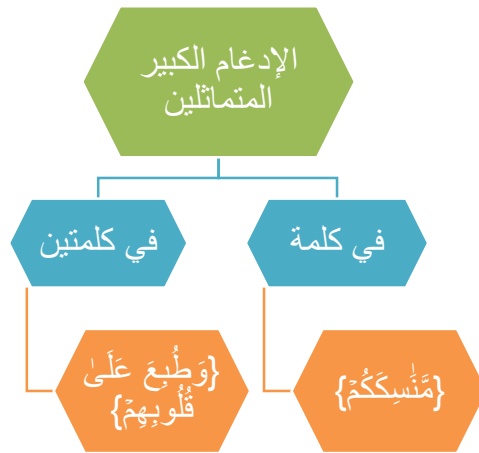 الإدغام الكبير
المتماثلين
في كلمة
في كلمتين
{مَّنَٰسِكَكُمۡ}
{وَطُبِعَ عَلَىٰ
قُلُوبِهِمۡ}